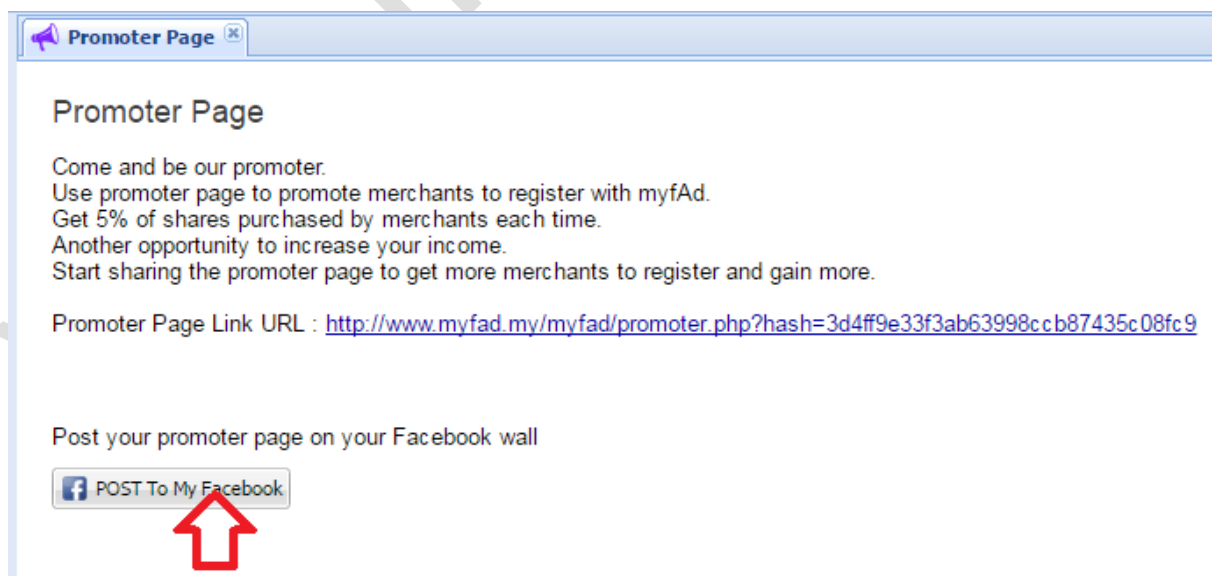 Promoter Page
Promoter Page
Come and be our promoter.
Use promoter page to promote merchants to register with myfAd.
Get 5% of shares purchased by merchants each time.
Another opportunity to increase your income.
Start sharing the promoter page to get more merchants to register and gain more.
Promoter Page Link URL : http://www.myfad.my/myfad/promoter.php?hash=3d4ff9e33f3ab63998ccb87435c08fc9
Post your promoter page on your Facebook wall
POST To My Facebook